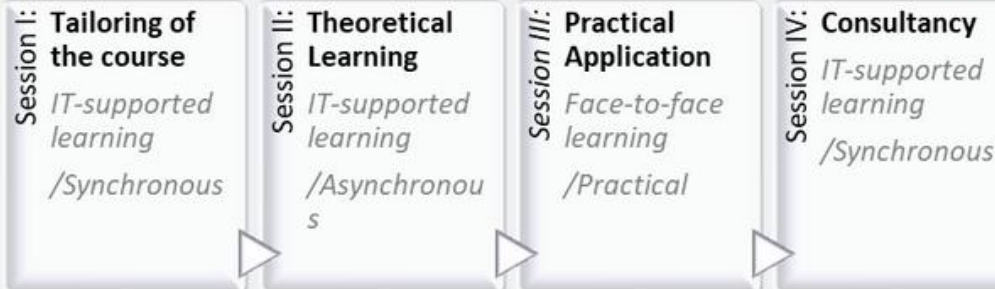 Session I:
Tailoring of
the course
IT-supported
learning
/Synchronous
Session II:
Theoretical
Learning
IT-supported
learning
/Asynchronou
s
Session III:
Practical
Application
Face-to-face
learning
/Practical
Session IV:
Consultancy
IT-supported
learning
/Synchronous